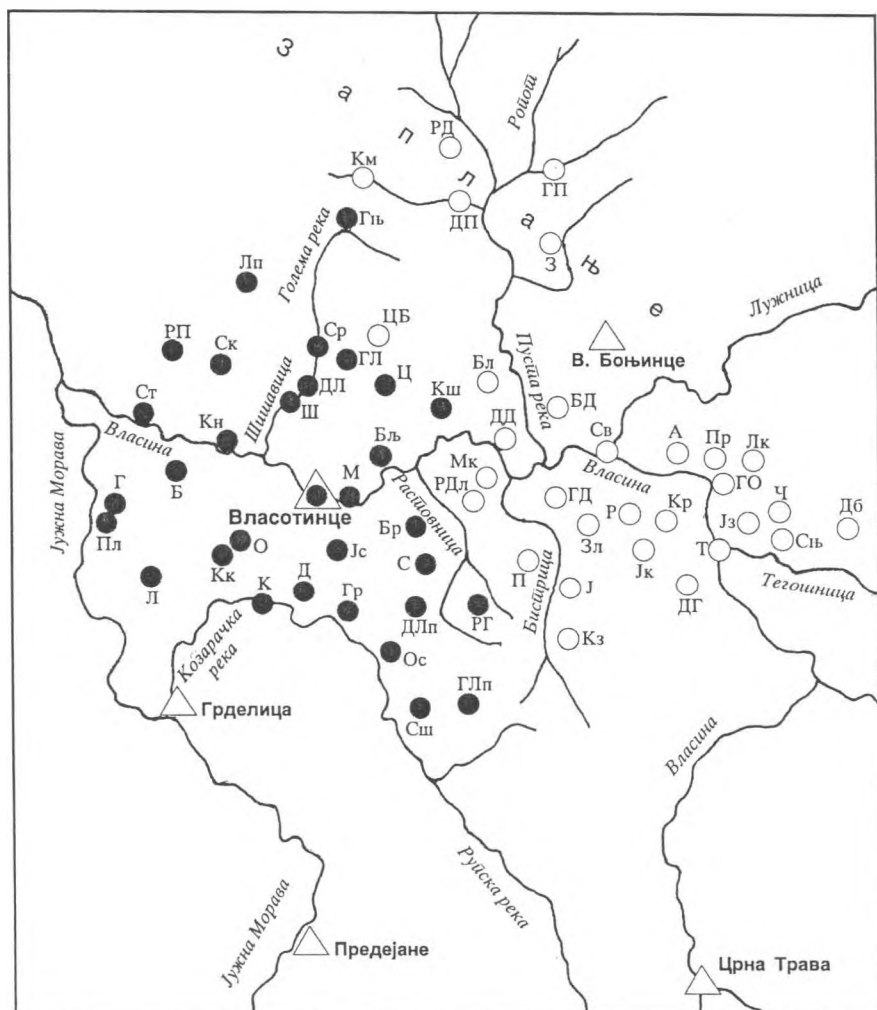 З
а
п
л
а
њ
е
Ропот
РД
Км
ГП
ДП
З
Гњ
Голема река
Лп
Лужница
ЦБ
РП
Ск
Ср
ГЛ
Пуста река
В. Боњинце
Бл
Ц
ДЛ
Ш
Кш
БД
Ст
Шишавица
Кн
ДД
Св
А
Пр
Лк
Власина
Бљ
Власина
Јужна Морава
Б
М
Мк
РДл
ГО
Г
Власотинце
Растовница
ГД
Р
Кр
Ч
Дб
Пл
Бр
Зл
Јз
О
Јс
Сњ
Кк
С
Јк
Т
П
Л
Д
Бистрица
Ј
ДГ
Тегошница
К
Гр
ДЛп
РГ
Козарачка
река
Ос
Кз
Грделица
ГЛп
Сш
Власина
Рупска река
Јужна Морава
Предејане
Црна Трава